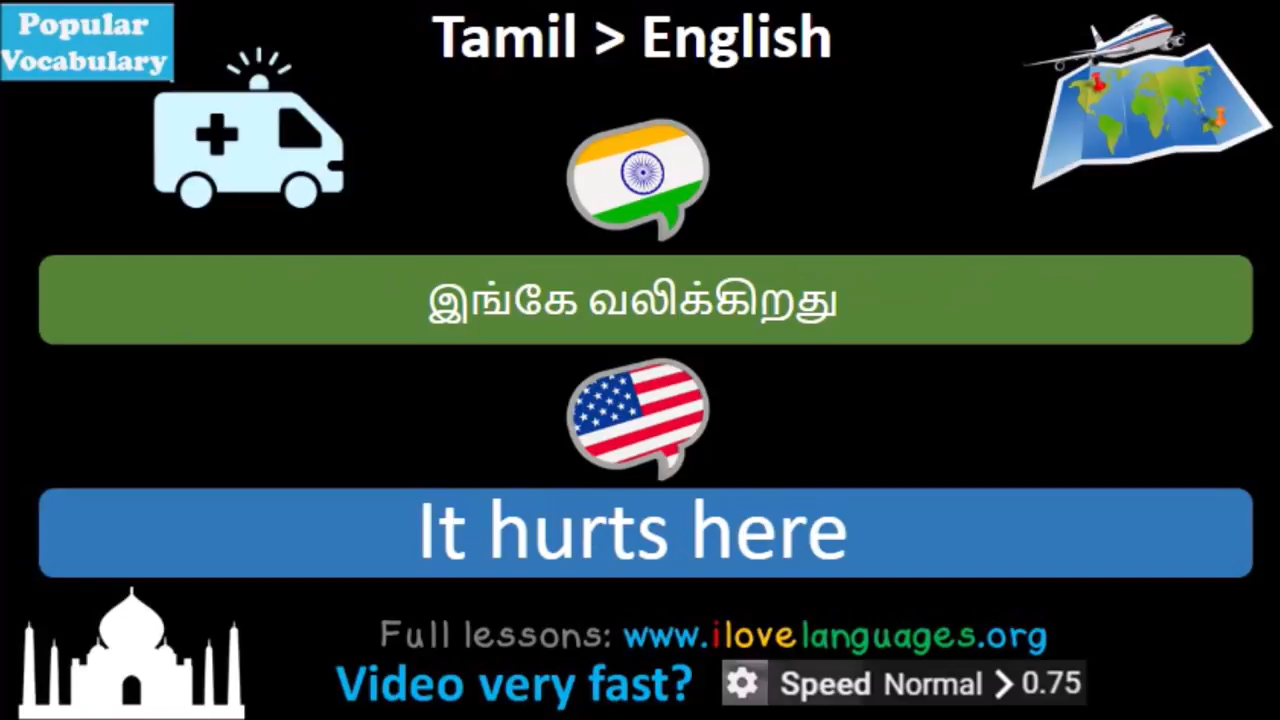 Popular
Vocabulary
Tamil > English
இங்கே வலிக்கிறது
It hurts here
Full lessons: www.ilovelanguages.org
Video very fast? Speed Normal > 0.75